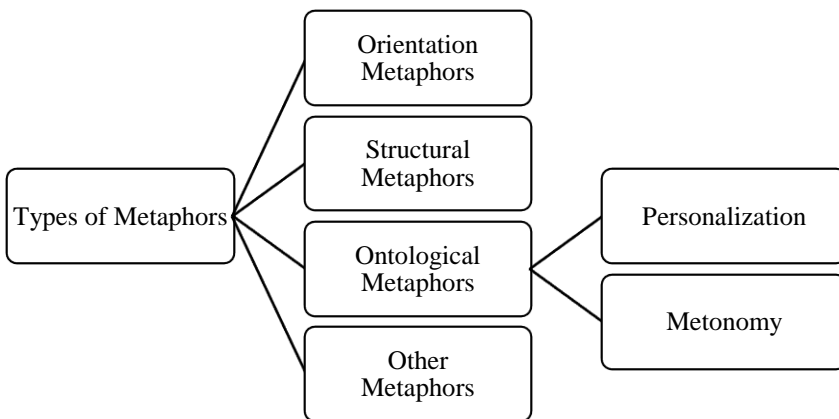 Types of Metaphors
Orientation
Metaphors
Structural
Metaphors
Ontological
Metaphors
Other
Metaphors
Personalization
Metonomy